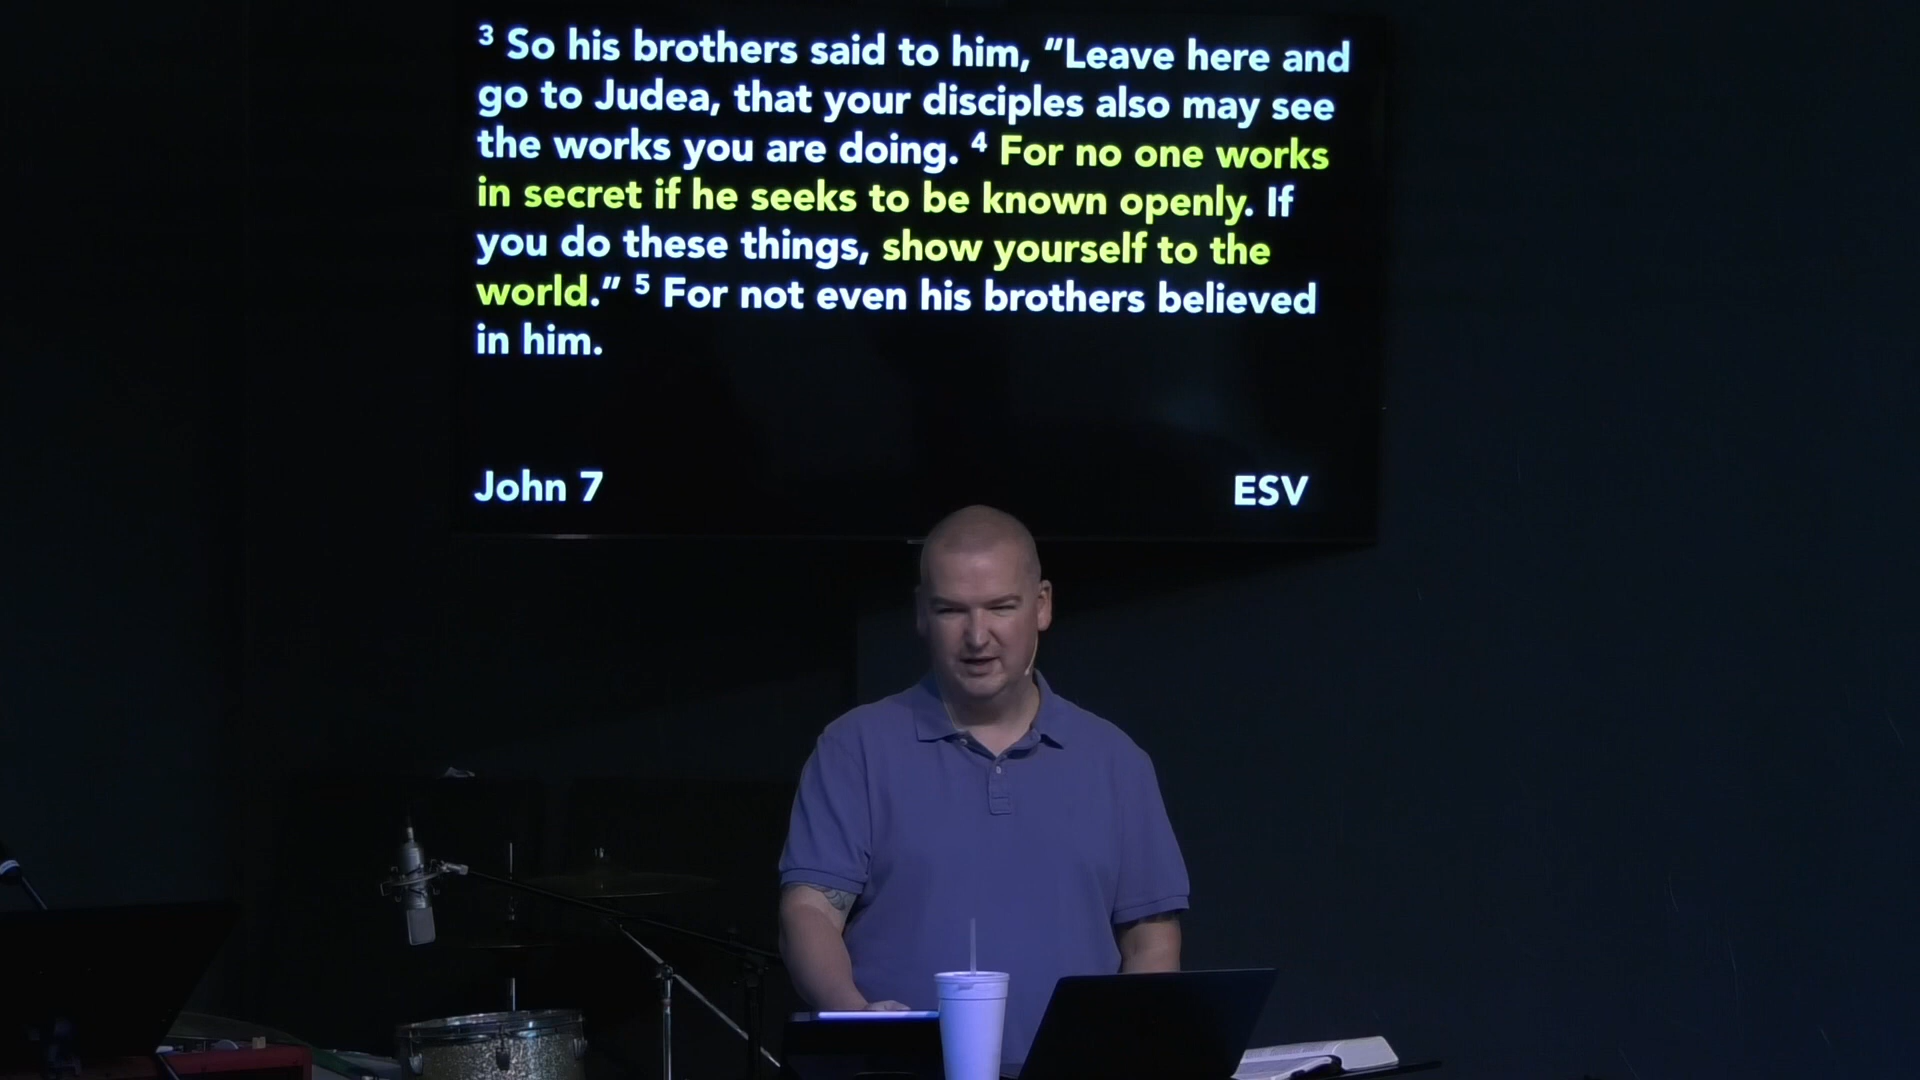 3 So his brothers said to him, “Leave here and
go to Judea, that your disciples also may see
the works you are doing. 4 For no one works
in secret if he seeks to be known openly. If
you do these things, show yourself to the
world.” 5 For not even his brothers believed
in him.
John 7 ESV